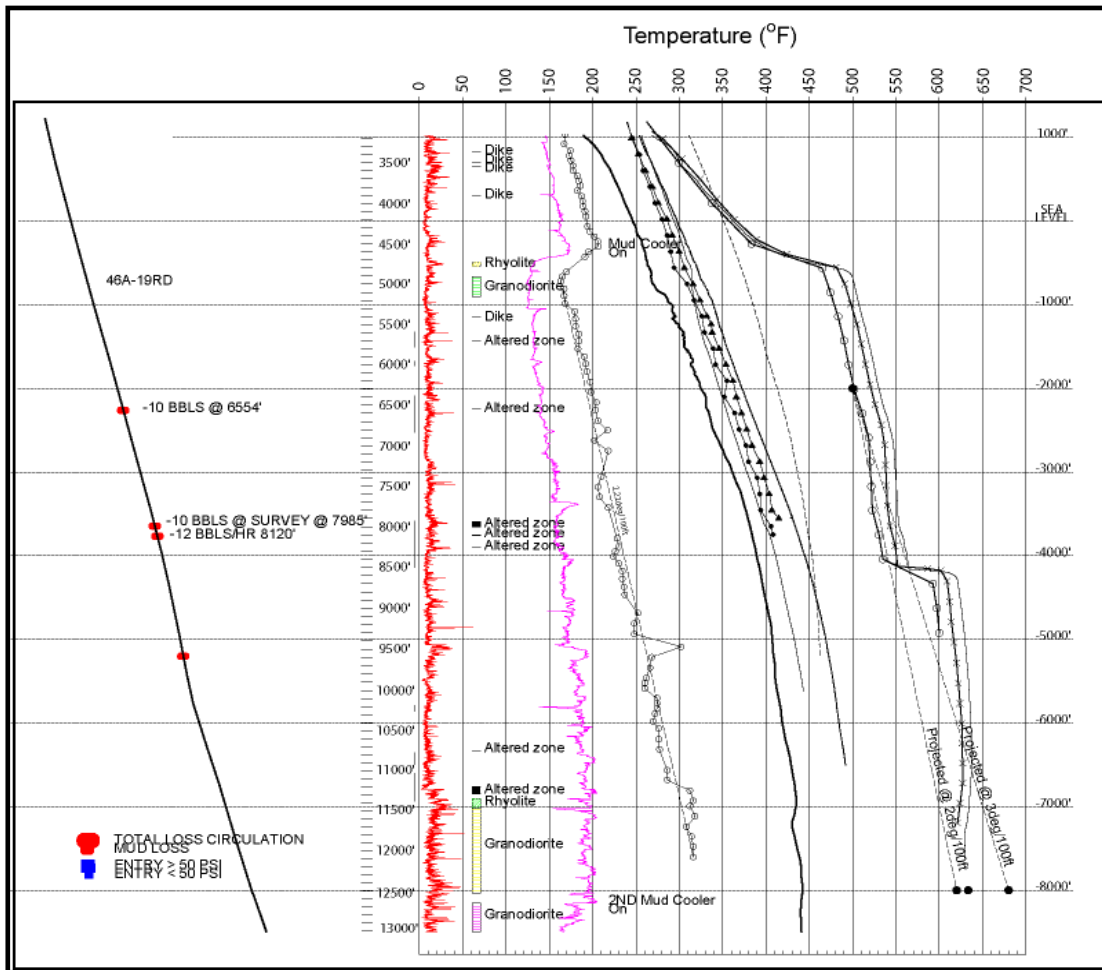 Temperature (°F)
0 50 100 150 200 250 300 350 400 450 500 550 600 650 700
1000'
Dike
3500'
Dike
Dike
Dike
4000'
SEA
LEVEL
Mud Cooler
On
4500'
Rhyolite
46A-19RD
5000'
Granodiorite
-1000'
Dike
5500'
Altered zone
6000'
-2000'
-10 BBLS @ 6554'
6500'
Altered zone
7000'
-3000'
7500'
1.21deg/100ft
-10 BBLS @ SURVEY @ 7985'
8000'
Altered zone
-12 BBLS/HR 8120'
Altered zone
Altered zone
-4000'
8500'
9000'
-5000'
9500'
10000'
-6000'
10500'
Altered zone
Projected @ 2deg/100ft
Projected @ 3deg/100ft
11000'
Altered zone
Rhyolite
-7000'
11500'
TOTAL LOSS CIRCULATION
MUD LOSS
Granodiorite
12000'
ENTRY > 50 PSI
ENTRY < 50 PSI
12500'
-8000'
2ND Mud Cooler
On
Granodiorite
13000'